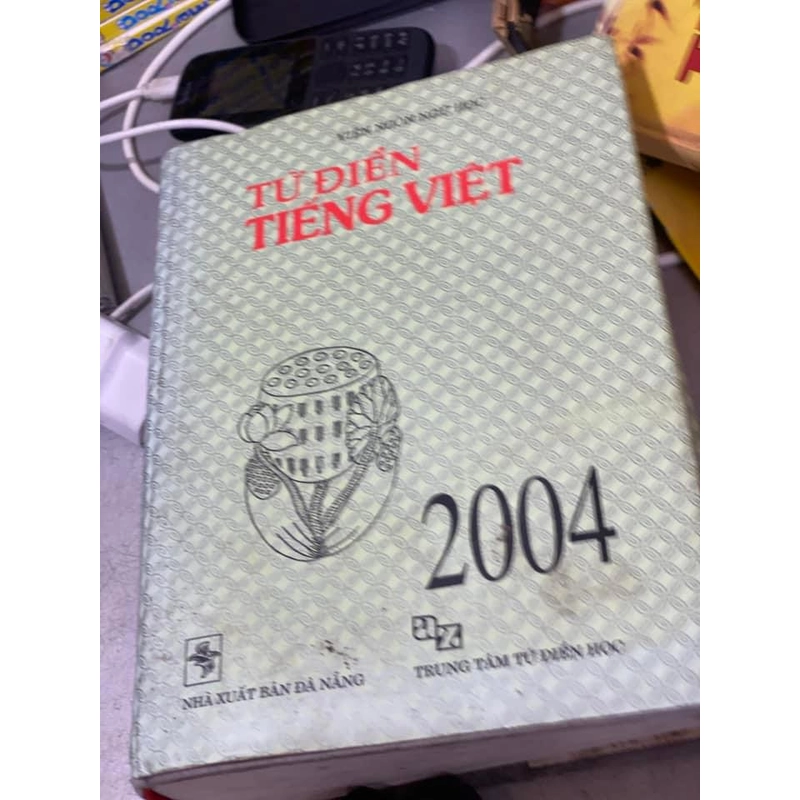 VIỆN NGÔN NGỮ HỌC
TỪ ĐIỂN
TIẾNG VIỆT
2004
NHÀ XUẤT BẢN ĐÀ NẴNG
az
TRUNG TÂM TỪ ĐIỂN HỌC